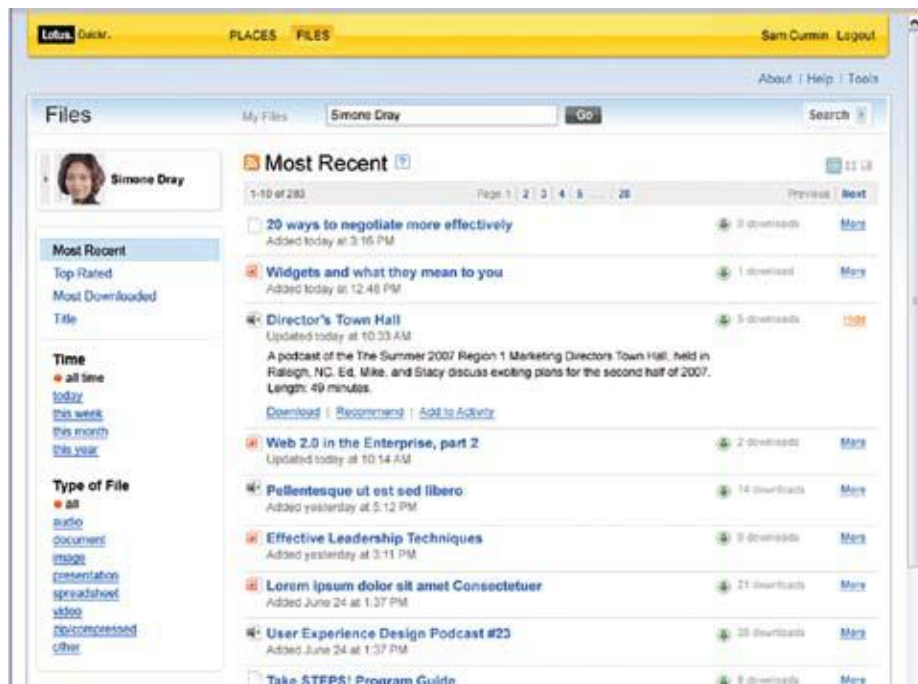 Lotus. Quickr.
PLACES FILES
Sam Curmin Logout
About | Help | Tools
Files
My Files
Simone Dray
Go
Search
Simone Dray
Most Recent
Top Rated
Most Downloaded
Title
Time
all time
today
this week
this month
this year
Type of File
all
audio
document
image
presentation
spreadsheet
video
zip/compressed
other
Most Recent ?
1-10 of 283
Page 1 | 2 | 3 | 4 | 5 .... 28
Previous | Next
20 ways to negotiate more effectively
0 downloads More
Added today at 3:16 PM
Widgets and what they mean to you
1 download More
Added today at 12:48 PM
Director's Town Hall
5 downloads Hide
Updated today at 10:33 AM
A podcast of the The Summer 2007 Region 1 Marketing Directors Town Hall, held in
Raleigh, NC. Ed, Mike, and Stacy discuss exciting plans for the second half of 2007.
Length: 49 minutes.
Download | Recommend | Add to Activity
Web 2.0 in the Enterprise, part 2
2 downloads More
Updated today at 10:14 AM
Pellentesque ut est sed libero
14 downloads More
Added yesterday at 5:12 PM
Effective Leadership Techniques
downloads More
Added yesterday at 3:11 PM
Lorem ipsum dolor sit amet Consectetuer
21 downloads More
Added June 24 at 1:37 PM
User Experience Design Podcast #23
downloads More
Added June 24 at 1:37 PM
Take STEPS! Program Guide
downloads More